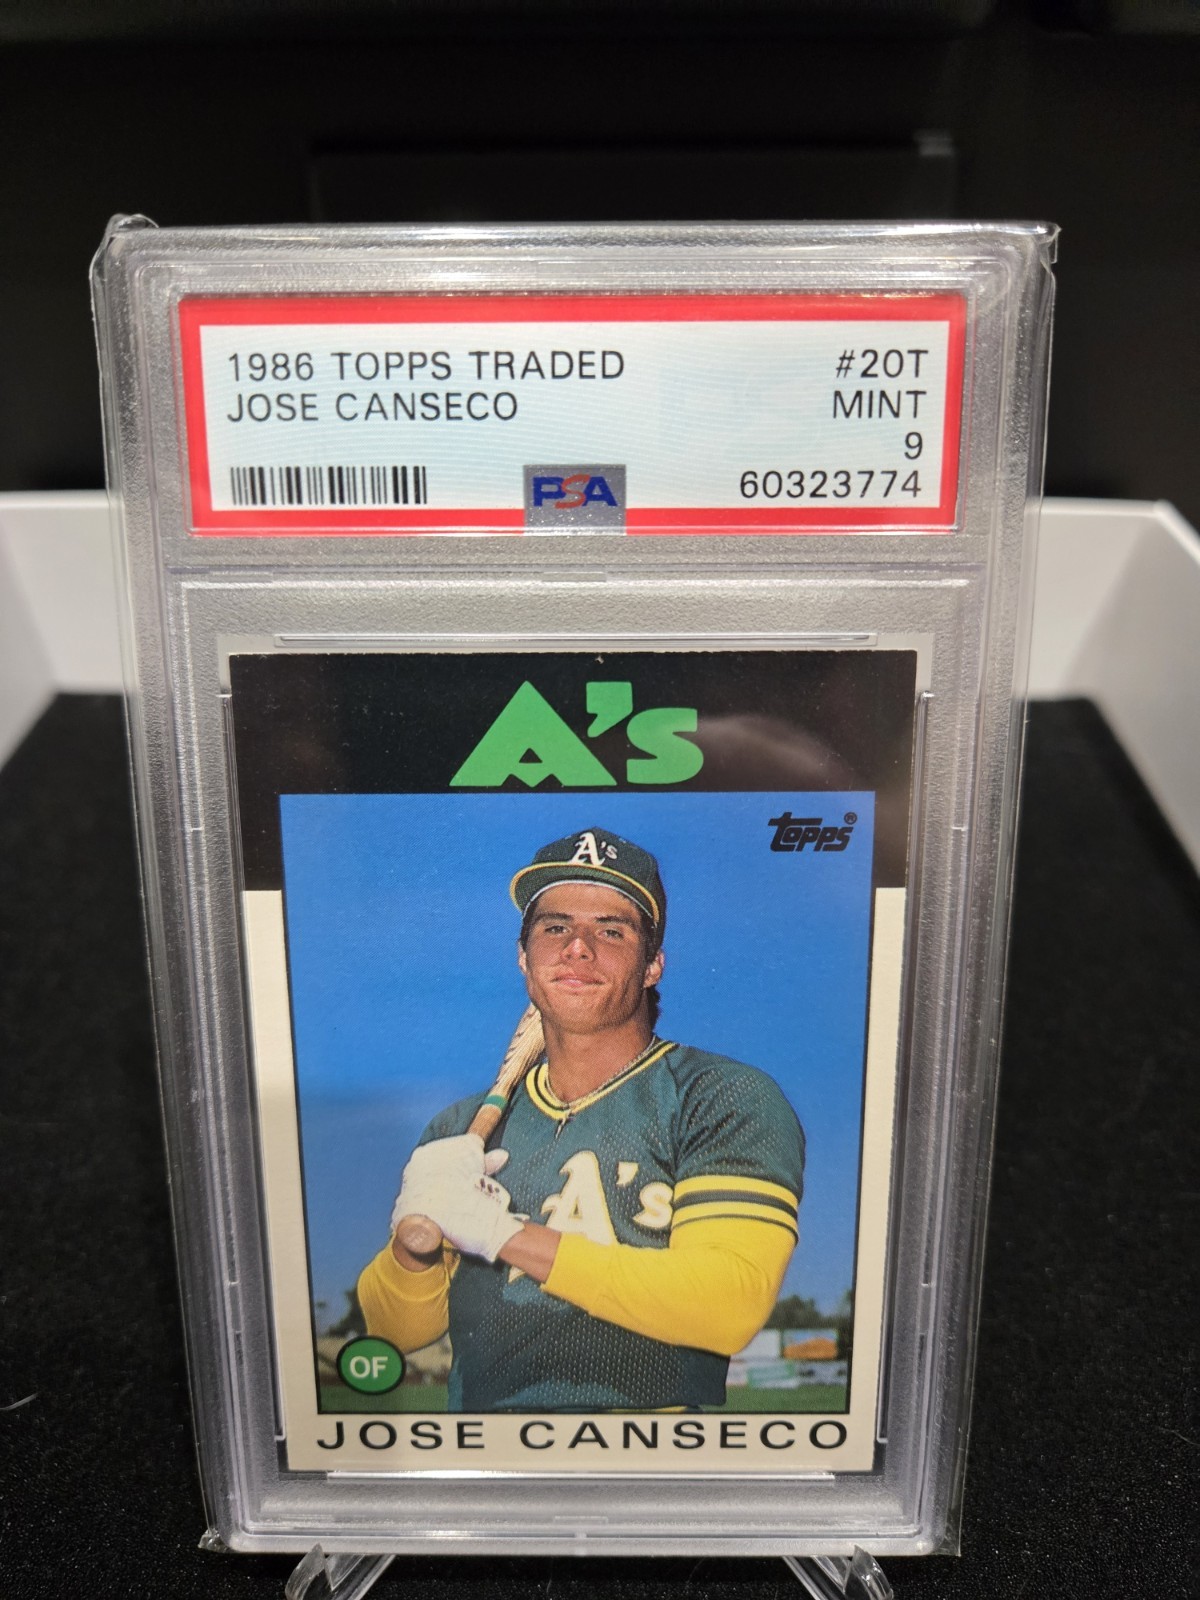 1986 TOPPS TRADED #20T
JOSE CANSECO MINT
9
PSA 60323774
A's
Topps®
A's
A's
OF
JOSE CANSECO